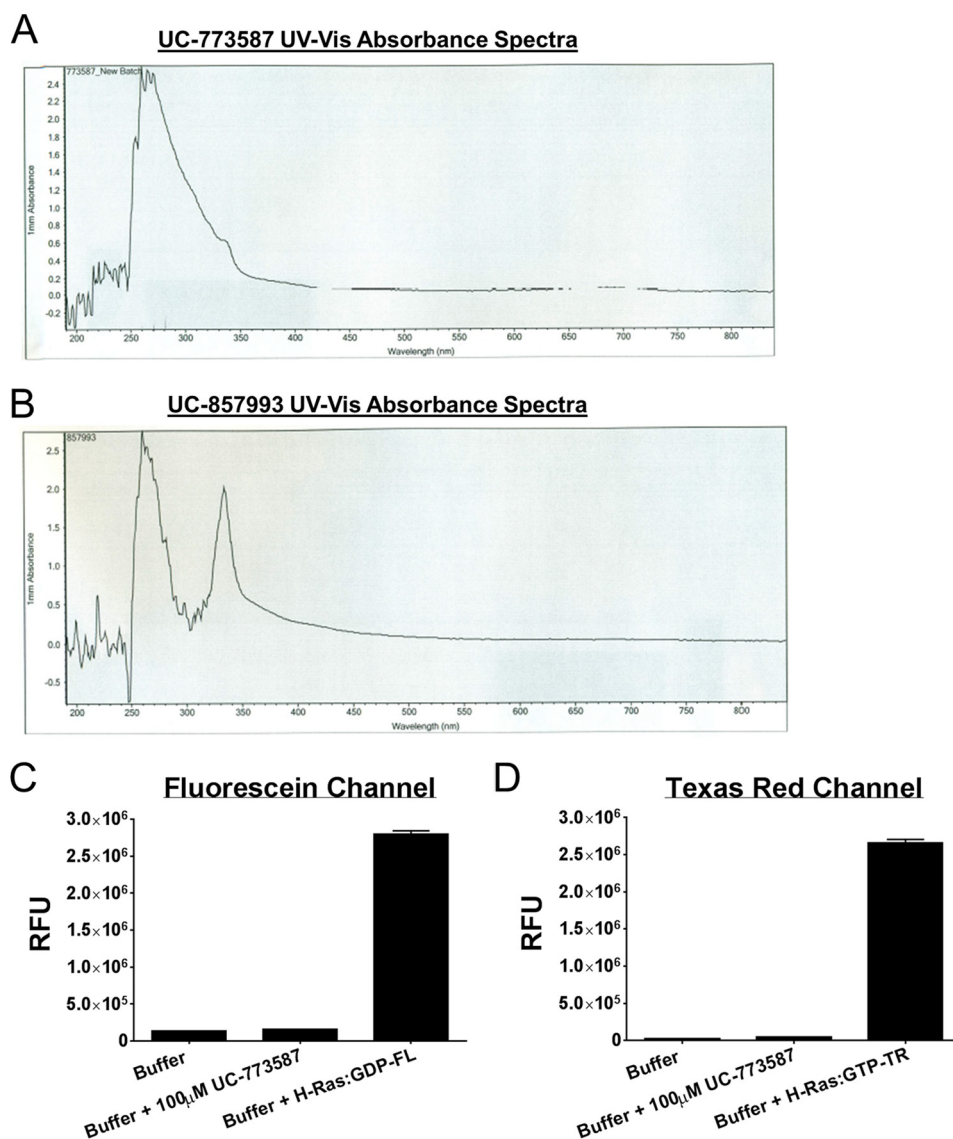 A
UC-773587 UV-Vis Absorbance Spectra
773587_New Batch
1mm Absorbance
2.4
2.2
2.0
1.8
1.6
1.4
1.2
1.0
0.8
0.6
0.4
0.2
0.0
-0.2
200 250 300 350 400 450 500 550 600 650 700 750 800
Wavelength (nm)
B
UC-857993 UV-Vis Absorbance Spectra
857993
1mm Absorbance
2.5
2.0
1.5
1.0
0.5
0.0
-0.5
200 250 300 350 400 450 500 550 600 650 700 750 800
Wavelength (nm)
C
Fluorescein Channel
RFU
3.0×10⁶
2.5×10⁶
2.0×10⁶
1.5×10⁶
1.0×10⁶
5.0×10⁵
0
Buffer
Buffer + 100μM UC-773587
Buffer + H-Ras:GDP-FL
D
Texas Red Channel
RFU
3.0×10⁶
2.5×10⁶
2.0×10⁶
1.5×10⁶
1.0×10⁶
5.0×10⁵
0
Buffer
Buffer + 100μM UC-773587
Buffer + H-Ras:GTP-TR